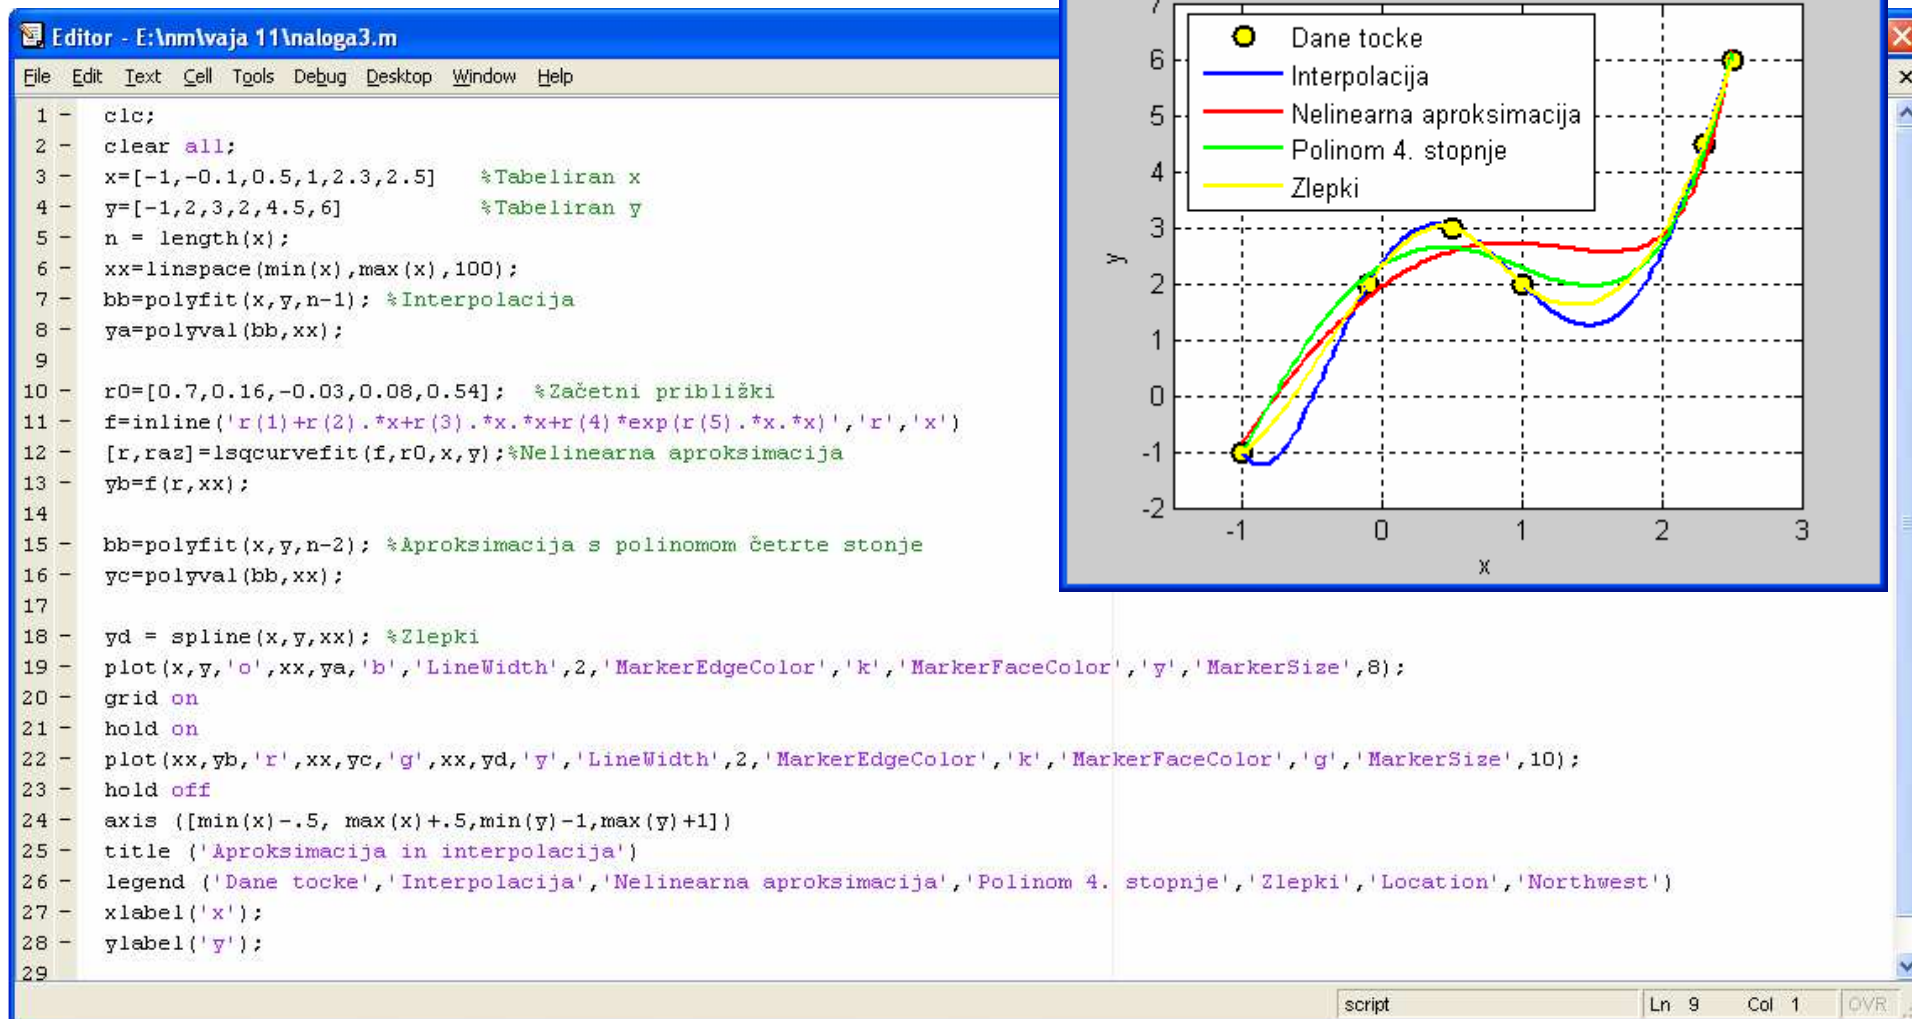 Editor - E:\nm\vaja 11\naloga3.m
File Edit Text Cell Tools Debug Desktop Window Help
1 - clc;
2 - clear all;
3 - x=[-1,-0.1,0.5,1,2.3,2.5] %Tabeliran x
4 - y=[-1,2,3,2,4.5,6] %Tabeliran y
5 - n = length(x);
6 - xx=linspace(min(x),max(x),100);
7 - bb=polyfit(x,y,n-1); %Interpolacija
8 - ya=polyval(bb,xx);
9
10 - r0=[0.7,0.16,-0.03,0.08,0.54]; %Začetni približki
11 - f=inline('r(1)+r(2).*x+r(3).*x.*x+r(4)*exp(r(5).*x.*x)','r','x')
12 - [r,raz]=lsqcurvefit(f,r0,x,y);%Nelinearna aproksimacija
13 - yb=f(r,xx);
14
15 - bb=polyfit(x,y,n-2); %Aproksimacija s polinomom četrte stonje
16 - yc=polyval(bb,xx);
17
18 - yd = spline(x,y,xx); %Zlepki
19 - plot(x,y,'o',xx,ya,'b','LineWidth',2,'MarkerEdgeColor','k','MarkerFaceColor','y','MarkerSize',8);
20 - grid on
21 - hold on
22 - plot(xx,yb,'r',xx,yc,'g',xx,yd,'y','LineWidth',2,'MarkerEdgeColor','k','MarkerFaceColor','g','MarkerSize',10);
23 - hold off
24 - axis ([min(x)-.5, max(x)+.5,min(y)-1,max(y)+1])
25 - title ('Aproksimacija in interpolacija')
26 - legend ('Dane tocke','Interpolacija','Nelinearna aproksimacija','Polinom 4. stopnje','Zlepki','Location','Northwest')
27 - xlabel('x');
28 - ylabel('y');
29
script
Ln 9 Col 1 OVR
7
6
5
4
3
2
1
0
-1
-2
y
Dane tocke
Interpolacija
Nelinearna aproksimacija
Polinom 4. stopnje
Zlepki
-1 0 1 2 3
x